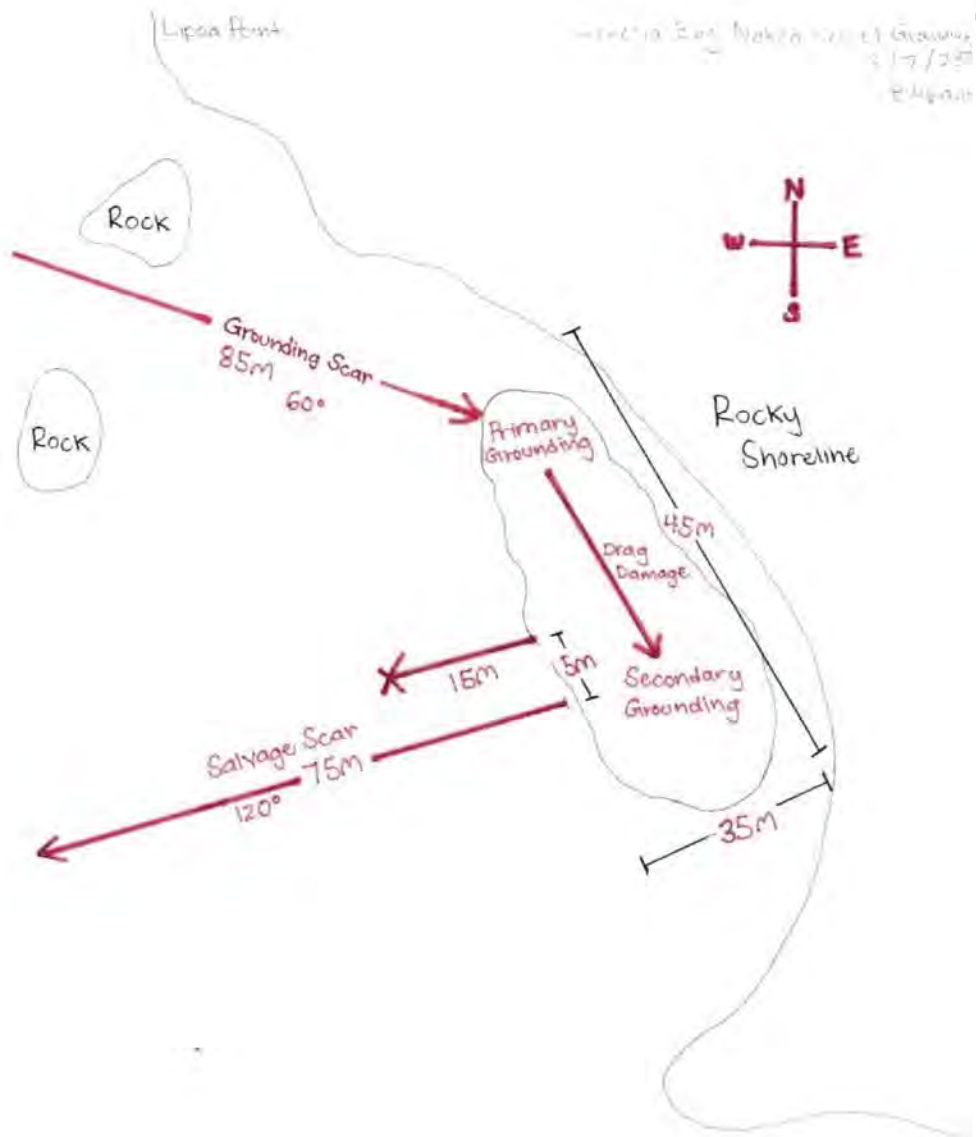 Lipoa Point
Rock
N
W E
S
Grounding Scar
85m
60°
Rock
Primary
Grounding
Rocky
Shoreline
45m
Drag
Damage
15m
15m
Secondary
Grounding
Salvage Scar
75m
120°
35m